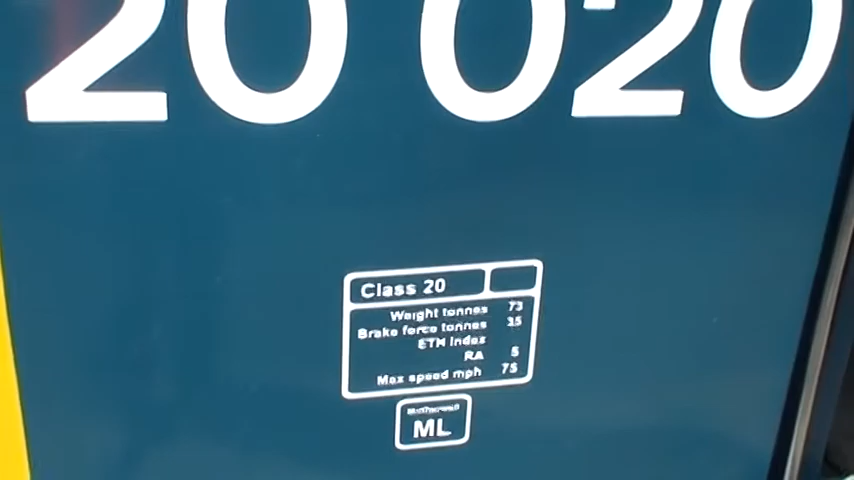 20 020
Class 20
Weight tonnes 73
Brake force tonnes 35
ETH Index
RA 5
Max speed mph 75
ML